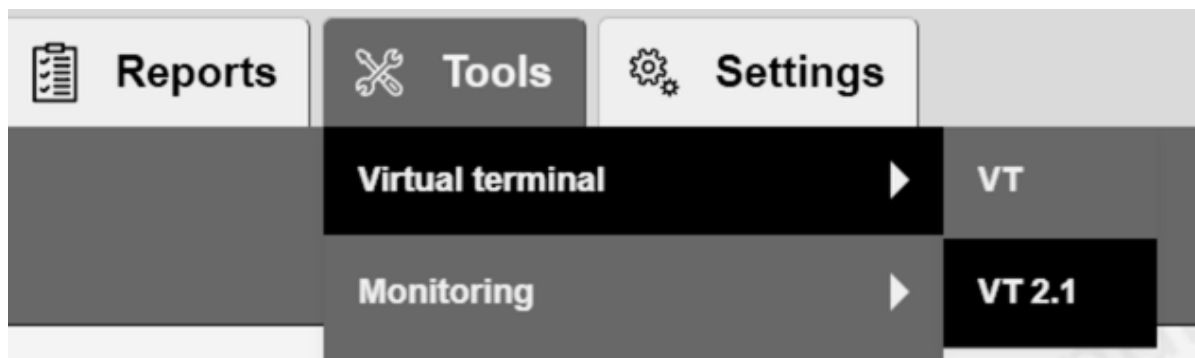 Reports Tools Settings
Virtual terminal VT
Monitoring VT 2.1